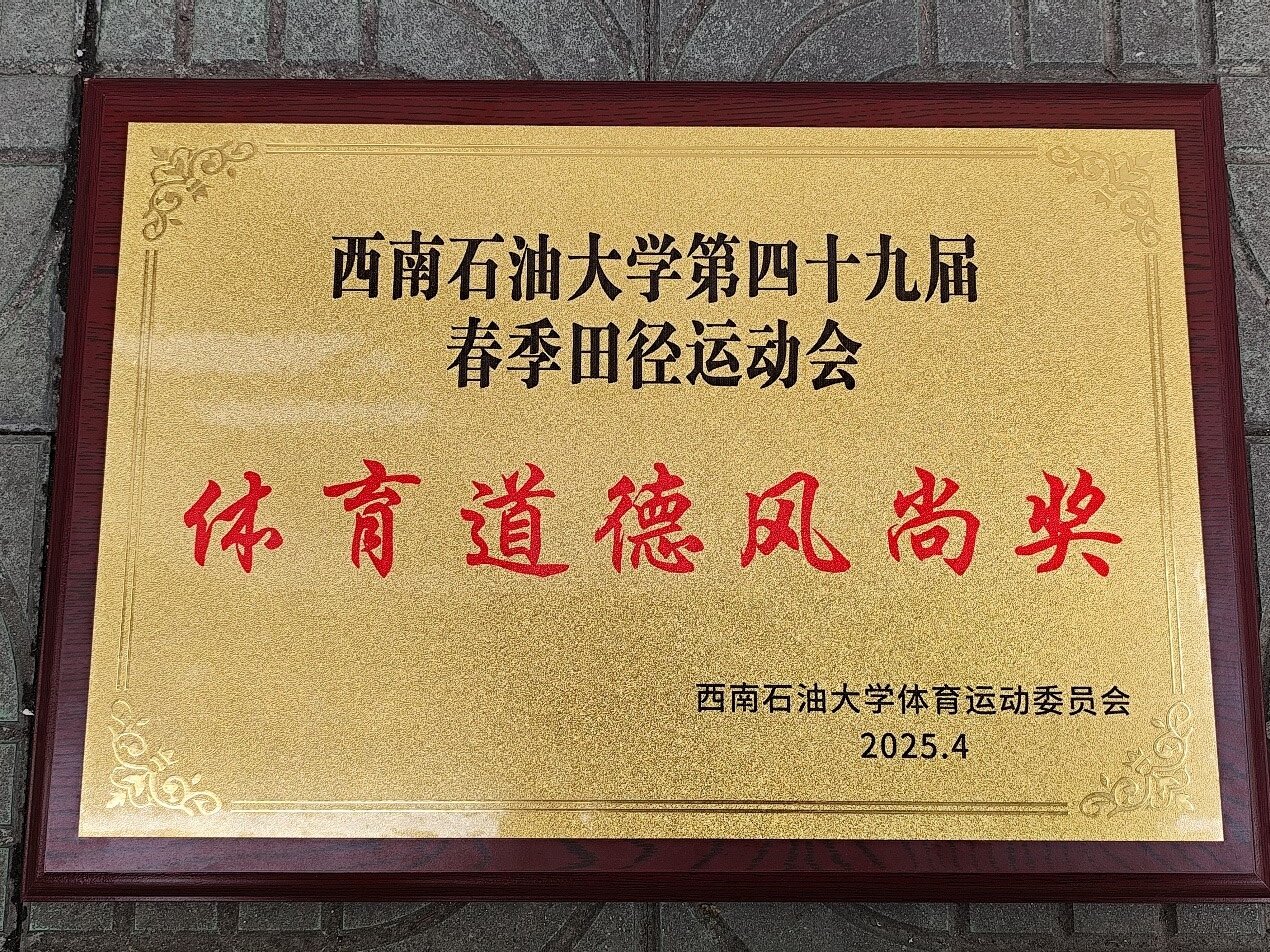 西南石油大学第四十九届
春季田径运动会
体育道德风尚奖
西南石油大学体育运动委员会
2025.4